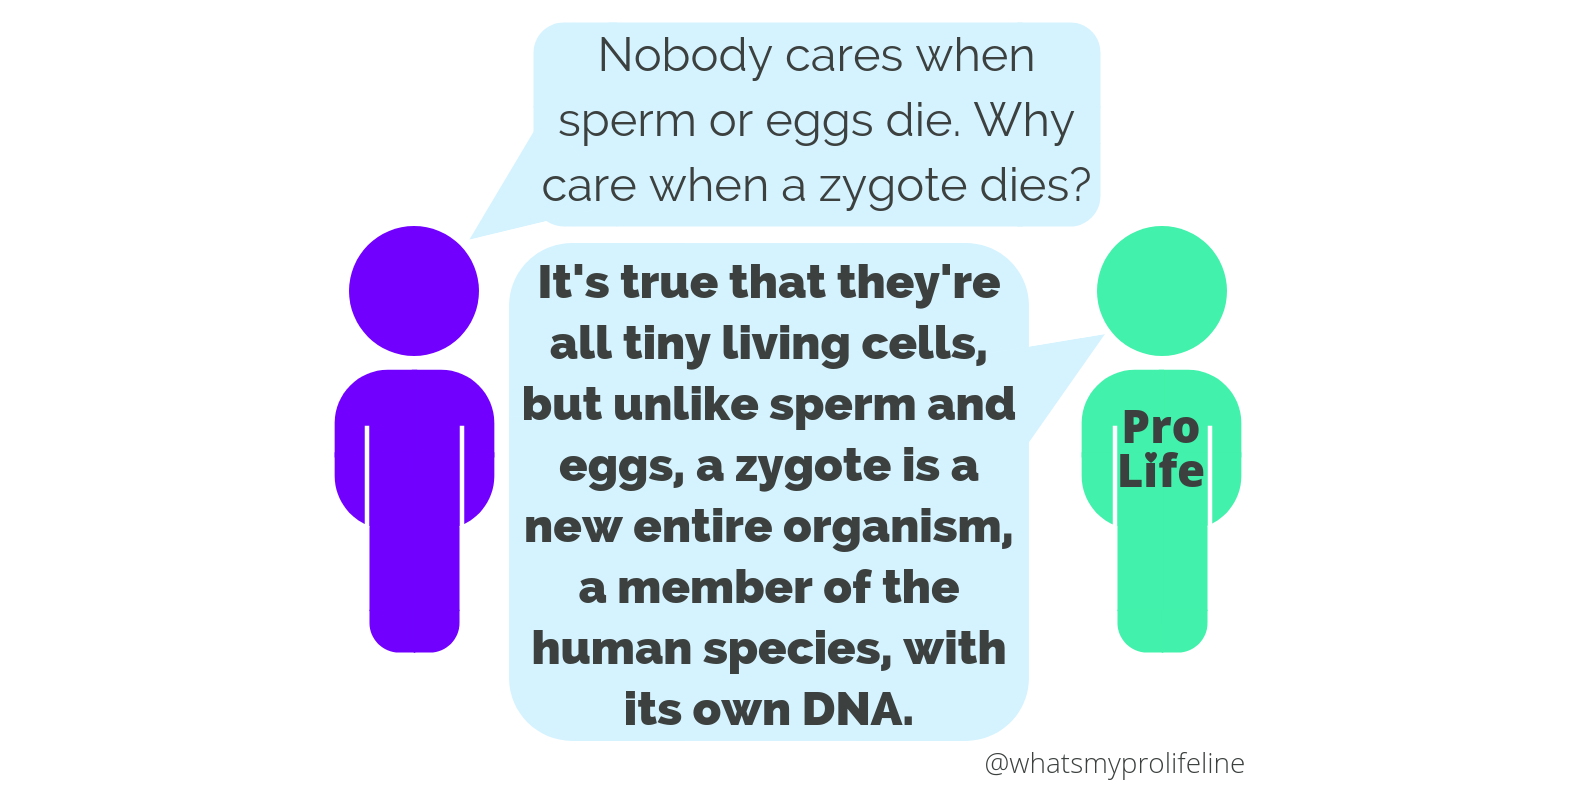 Nobody cares when
sperm or eggs die. Why
care when a zygote dies?
It's true that they're
all tiny living cells,
but unlike sperm and
eggs, a zygote is a
new entire organism,
a member of the
human species, with
its own DNA.
Pro
Life
@whatsmyprolifeline